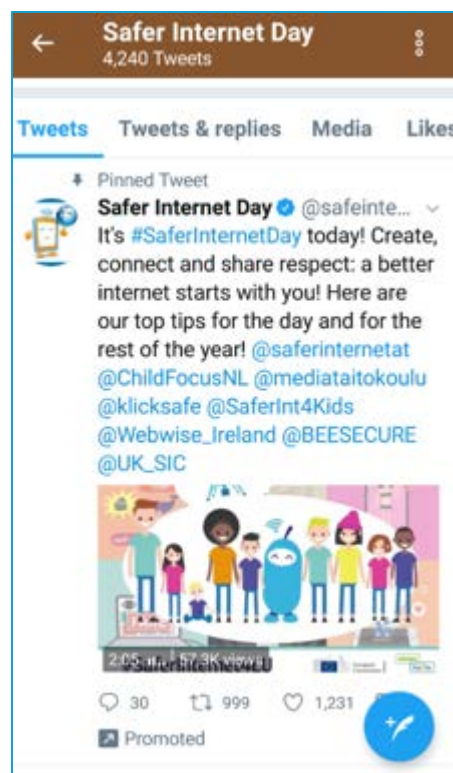 Safer Internet Day
4,240 Tweets
Tweets Tweets & replies Media Likes
Pinned Tweet
Safer Internet Day @safeinte...
It's #SaferInternetDay today! Create,
connect and share respect: a better
internet starts with you! Here are
our top tips for the day and for the
rest of the year! @saferinternetat
@ChildFocusNL @mediataitokoulu
@klicksafe @SaferInt4Kids
@Webwise_Ireland @BEESECURE
@UK_SIC
57.3K views
#SaferInternet4EU
30 999 1,231
Promoted